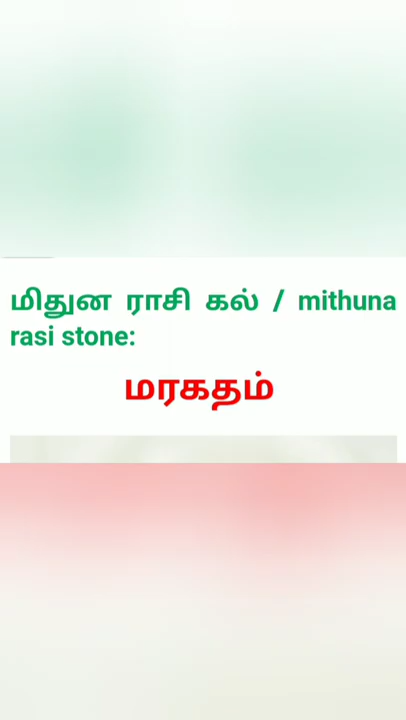 மிதுன ராசி கல் / mithuna
rasi stone:
மரகதம்